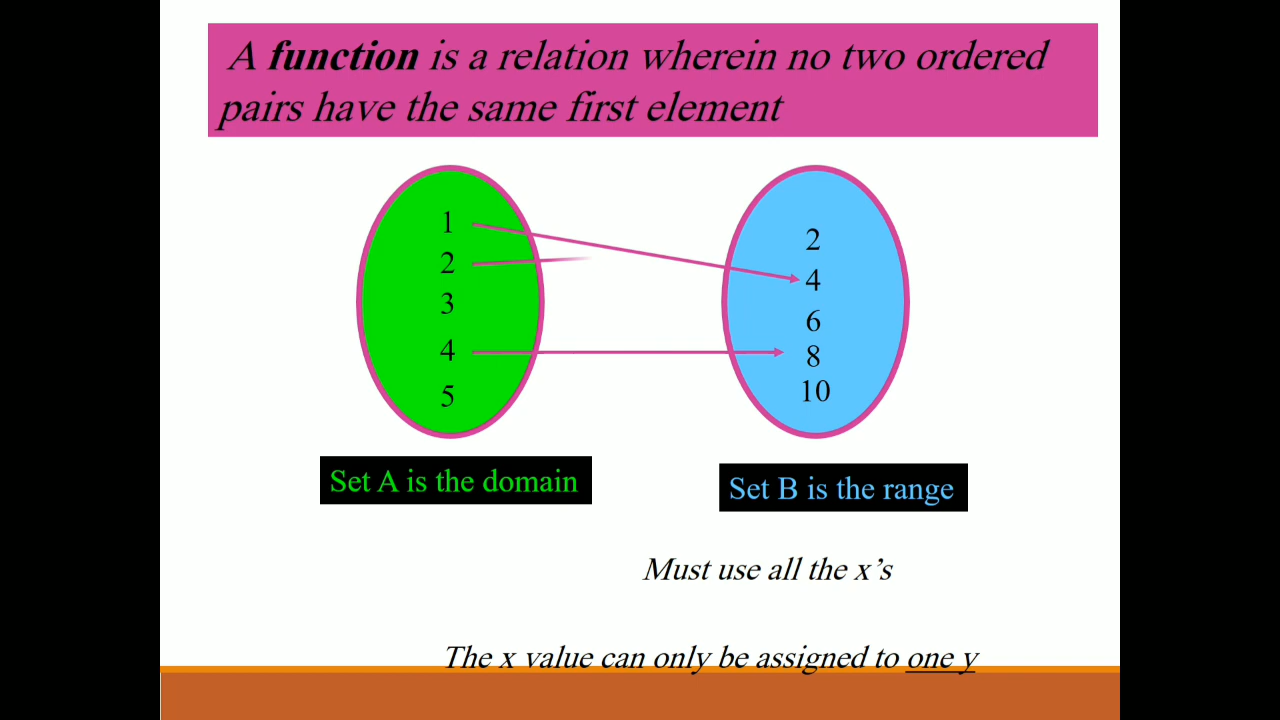 A function is a relation wherein no two ordered
pairs have the same first element
1
2
3
4
5
2
4
6
8
10
Set A is the domain
Set B is the range
Must use all the x’s
The x value can only be assigned to one y